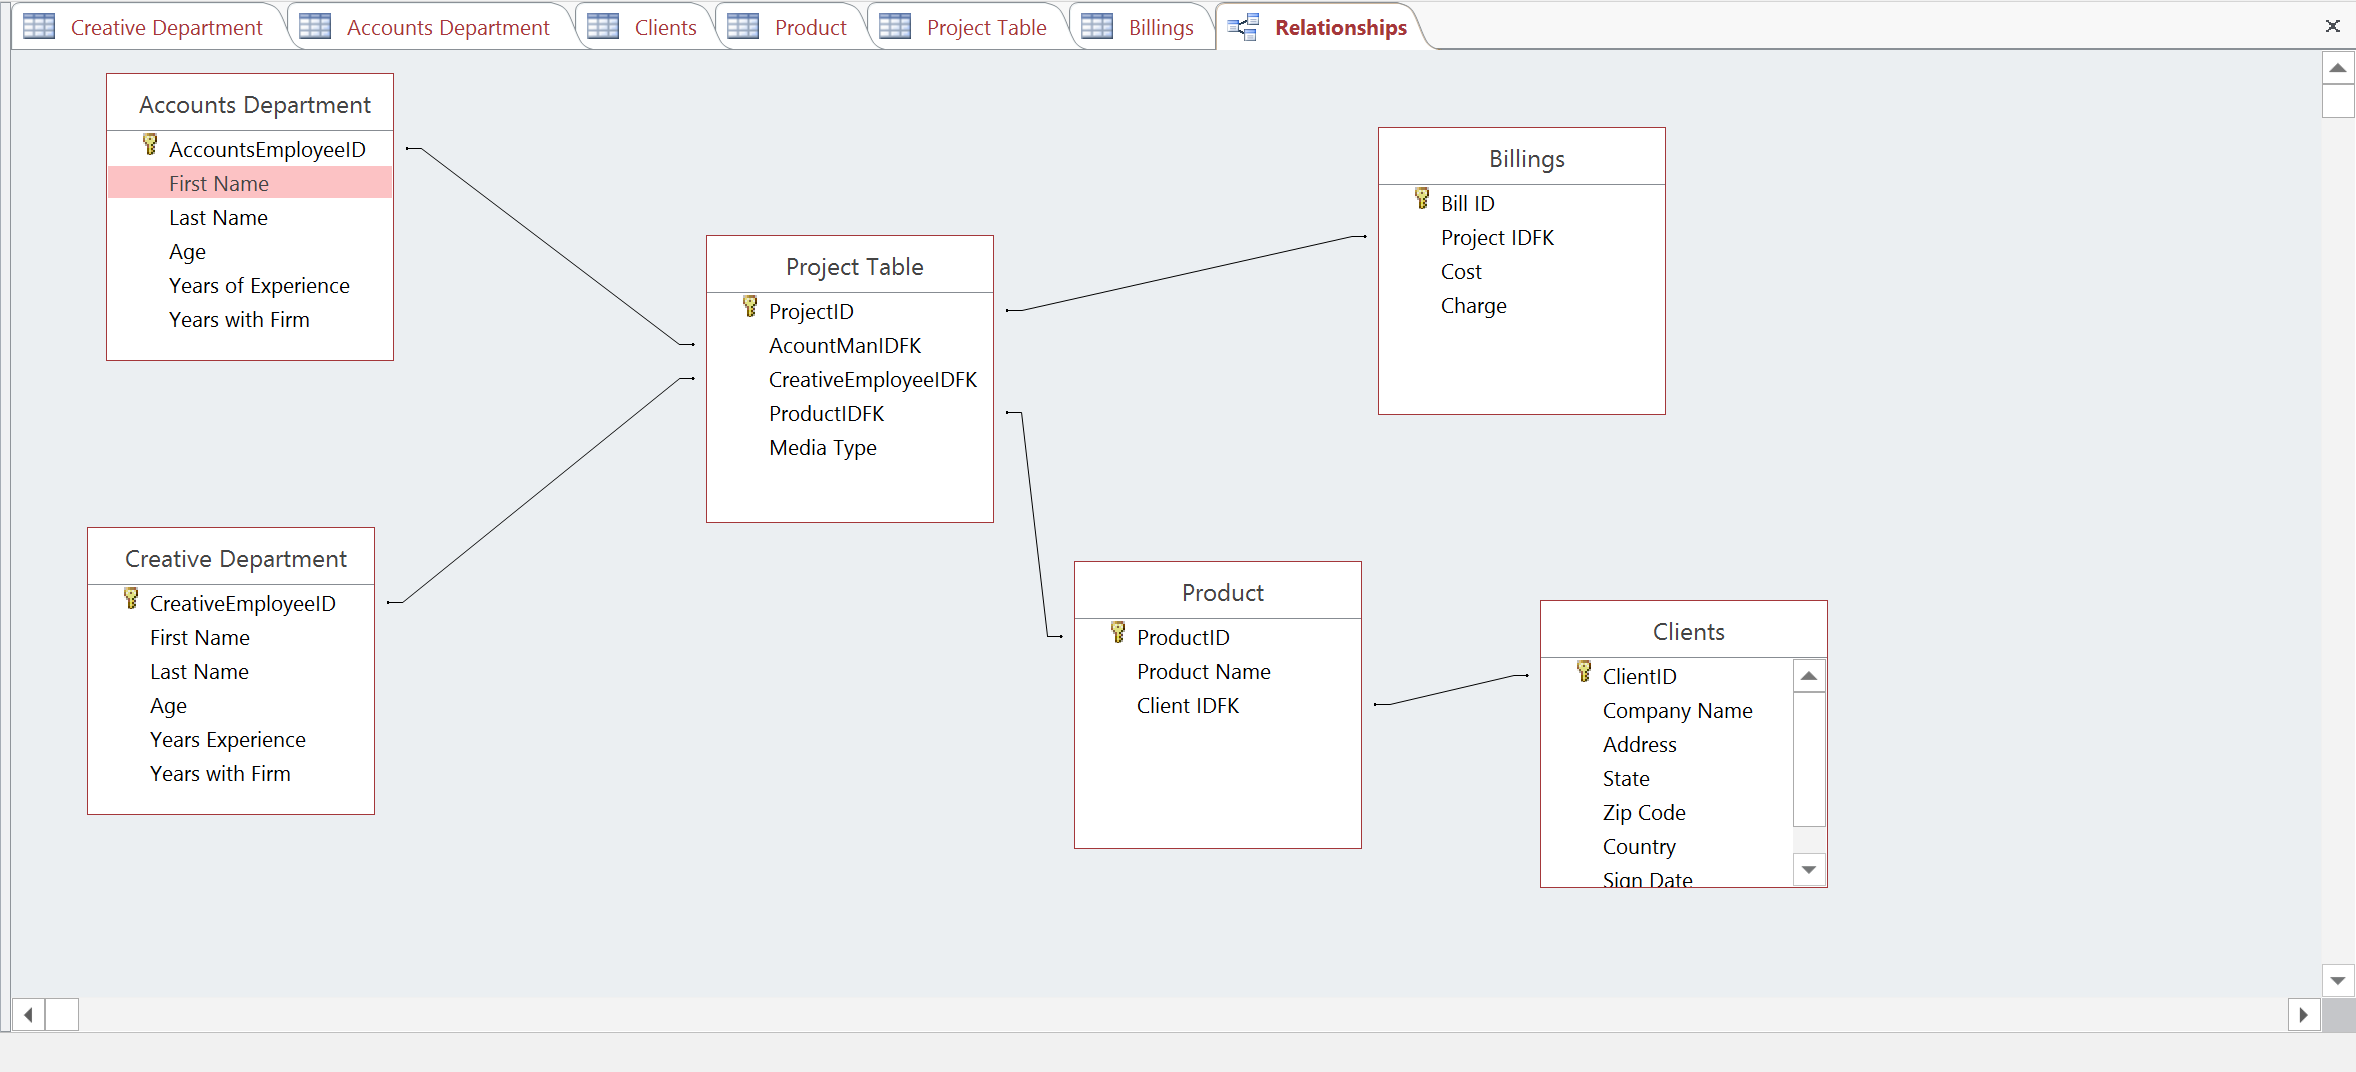 Creative Department Accounts Department Clients Product Project Table Billings Relationships
Accounts Department
AccountsEmployeeID
First Name
Last Name
Age
Years of Experience
Years with Firm
Project Table
ProjectID
AcountManIDFK
CreativeEmployeeIDFK
ProductIDFK
Media Type
Billings
Bill ID
Project IDFK
Cost
Charge
Creative Department
CreativeEmployeeID
First Name
Last Name
Age
Years Experience
Years with Firm
Product
ProductID
Product Name
Client IDFK
Clients
ClientID
Company Name
Address
State
Zip Code
Country
Sign Date